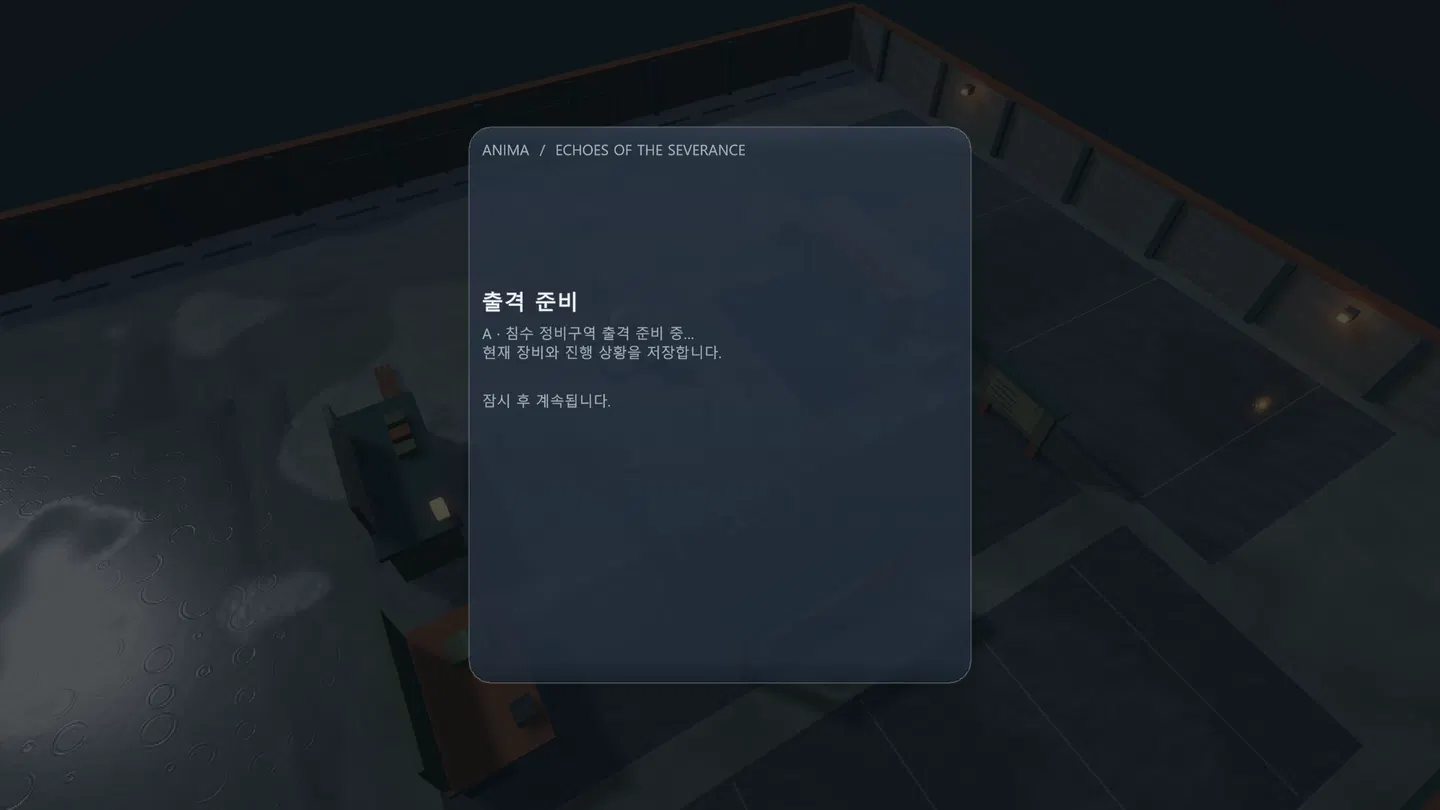 ANIMA / ECHOES OF THE SEVERANCE
출격 준비
A · 침수 정비구역 출격 준비 중...
현재 장비와 진행 상황을 저장합니다.
잠시 후 계속됩니다.